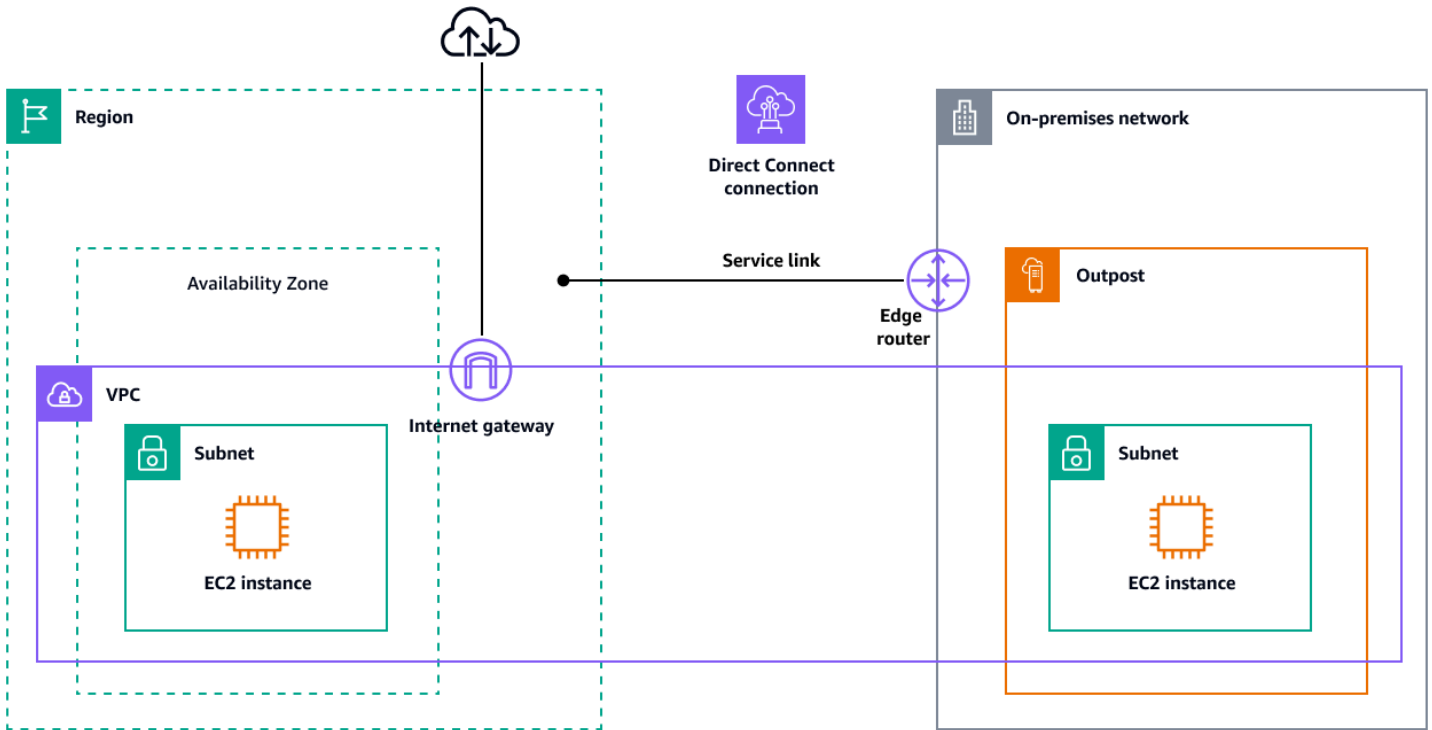 Region
Direct Connect
connection
On-premises network
Availability Zone
Service link
Edge
router
Outpost
VPC
Internet gateway
Subnet
EC2 instance
Subnet
EC2 instance